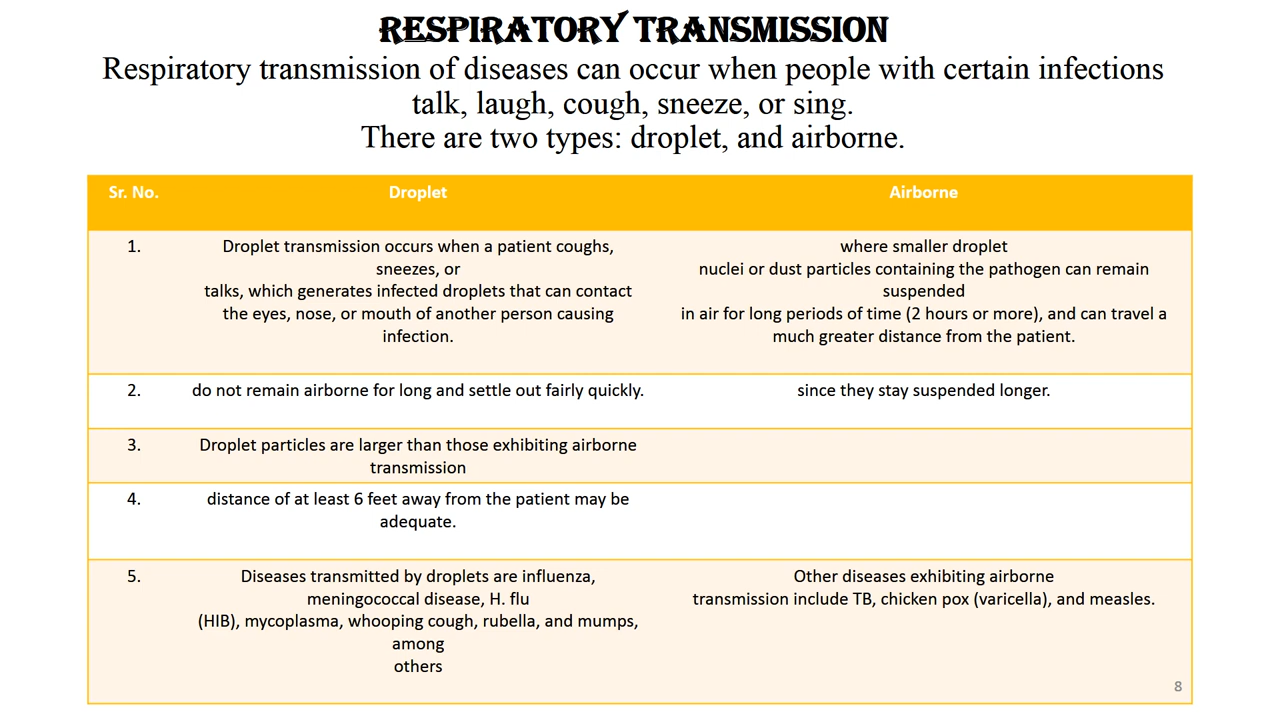 RESPIRATORY TRANSMISSION
Respiratory transmission of diseases can occur when people with certain infections
talk, laugh, cough, sneeze, or sing.
There are two types: droplet, and airborne.
Sr. No.
Droplet
Airborne
1.
Droplet transmission occurs when a patient coughs,
sneezes, or
talks, which generates infected droplets that can contact
the eyes, nose, or mouth of another person causing
infection.
where smaller droplet
nuclei or dust particles containing the pathogen can remain
suspended
in air for long periods of time (2 hours or more), and can travel a
much greater distance from the patient.
2.
do not remain airborne for long and settle out fairly quickly.
since they stay suspended longer.
3.
Droplet particles are larger than those exhibiting airborne
transmission
4.
distance of at least 6 feet away from the patient may be
adequate.
5.
Diseases transmitted by droplets are influenza,
meningococcal disease, H. flu
(HIB), mycoplasma, whooping cough, rubella, and mumps,
among
others
Other diseases exhibiting airborne
transmission include TB, chicken pox (varicella), and measles.
8